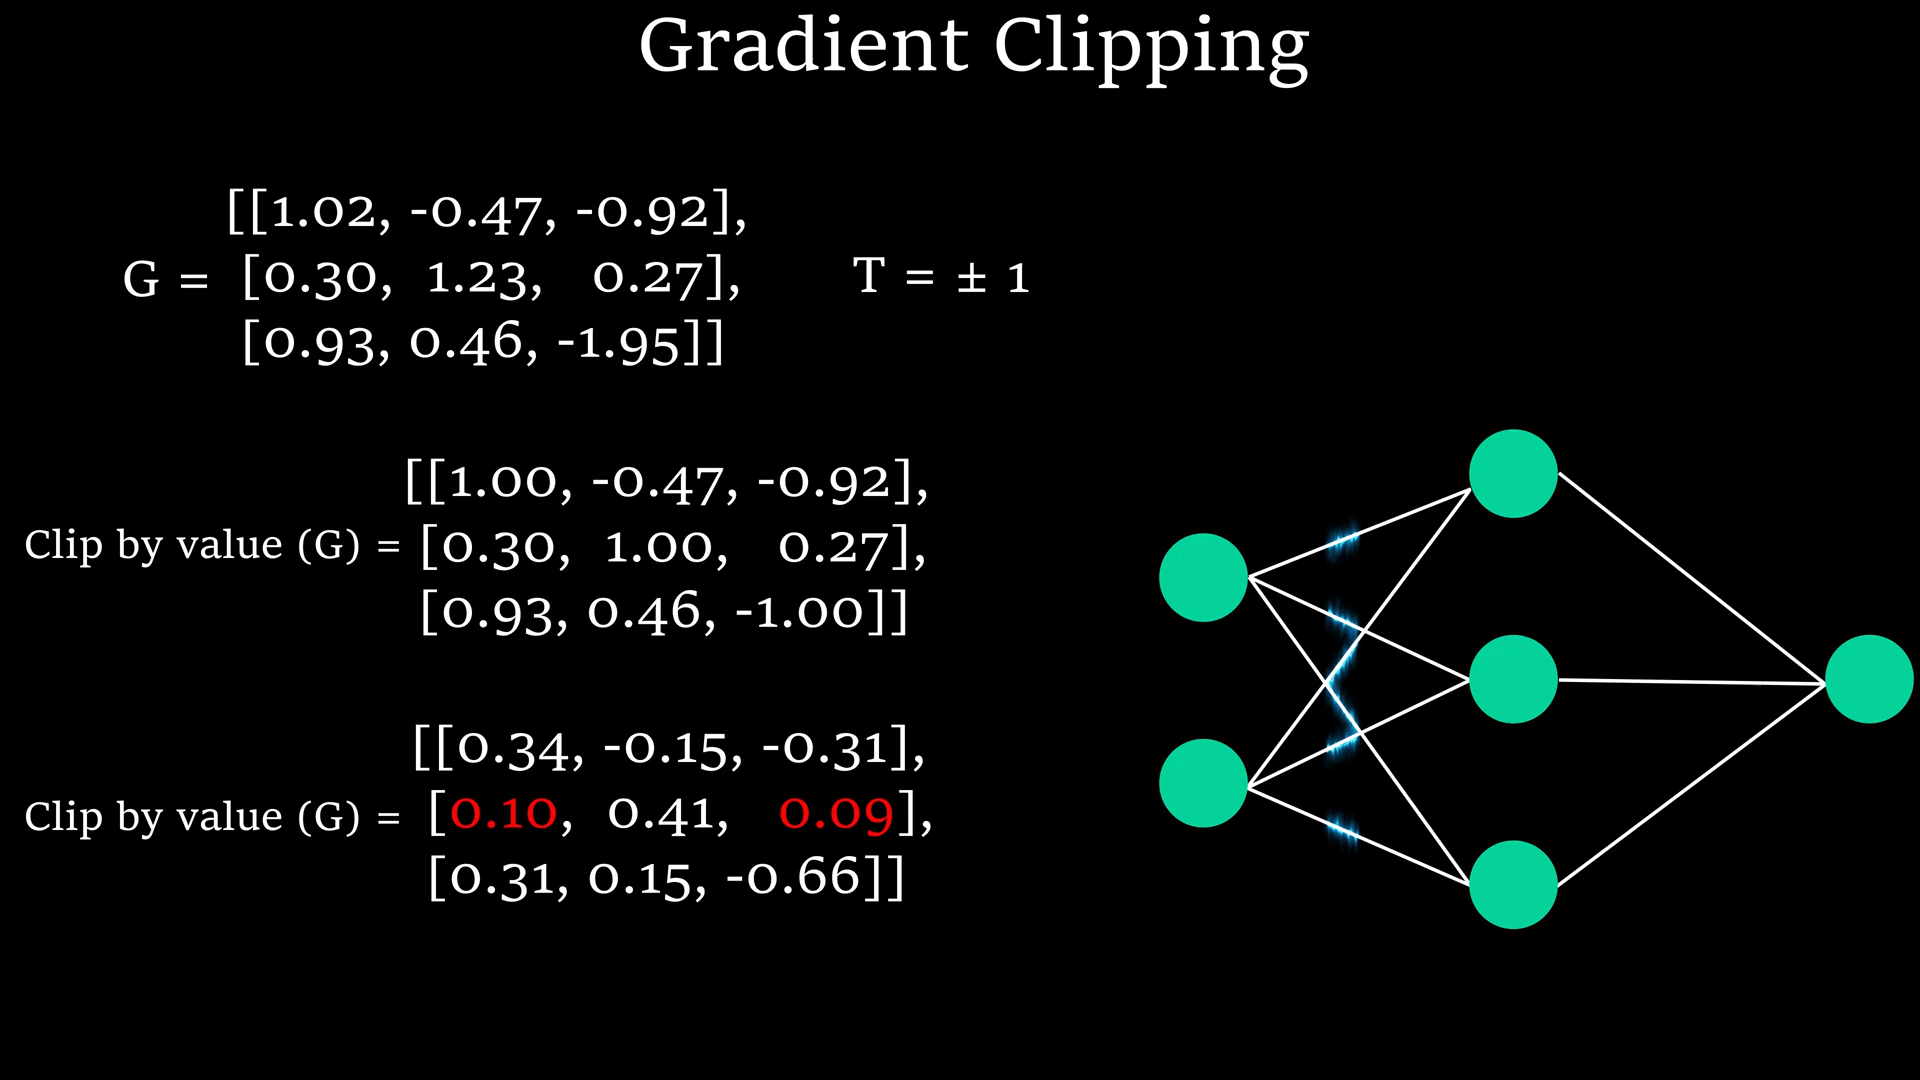 Gradient Clipping
[[1.02, -0.47, -0.92],
G = [0.30, 1.23, 0.27], T = ± 1
[0.93, 0.46, -1.95]]
[[1.00, -0.47, -0.92],
Clip by value (G) = [0.30, 1.00, 0.27],
[0.93, 0.46, -1.00]]
[[0.34, -0.15, -0.31],
Clip by value (G) = [0.10, 0.41, 0.09],
[0.31, 0.15, -0.66]]